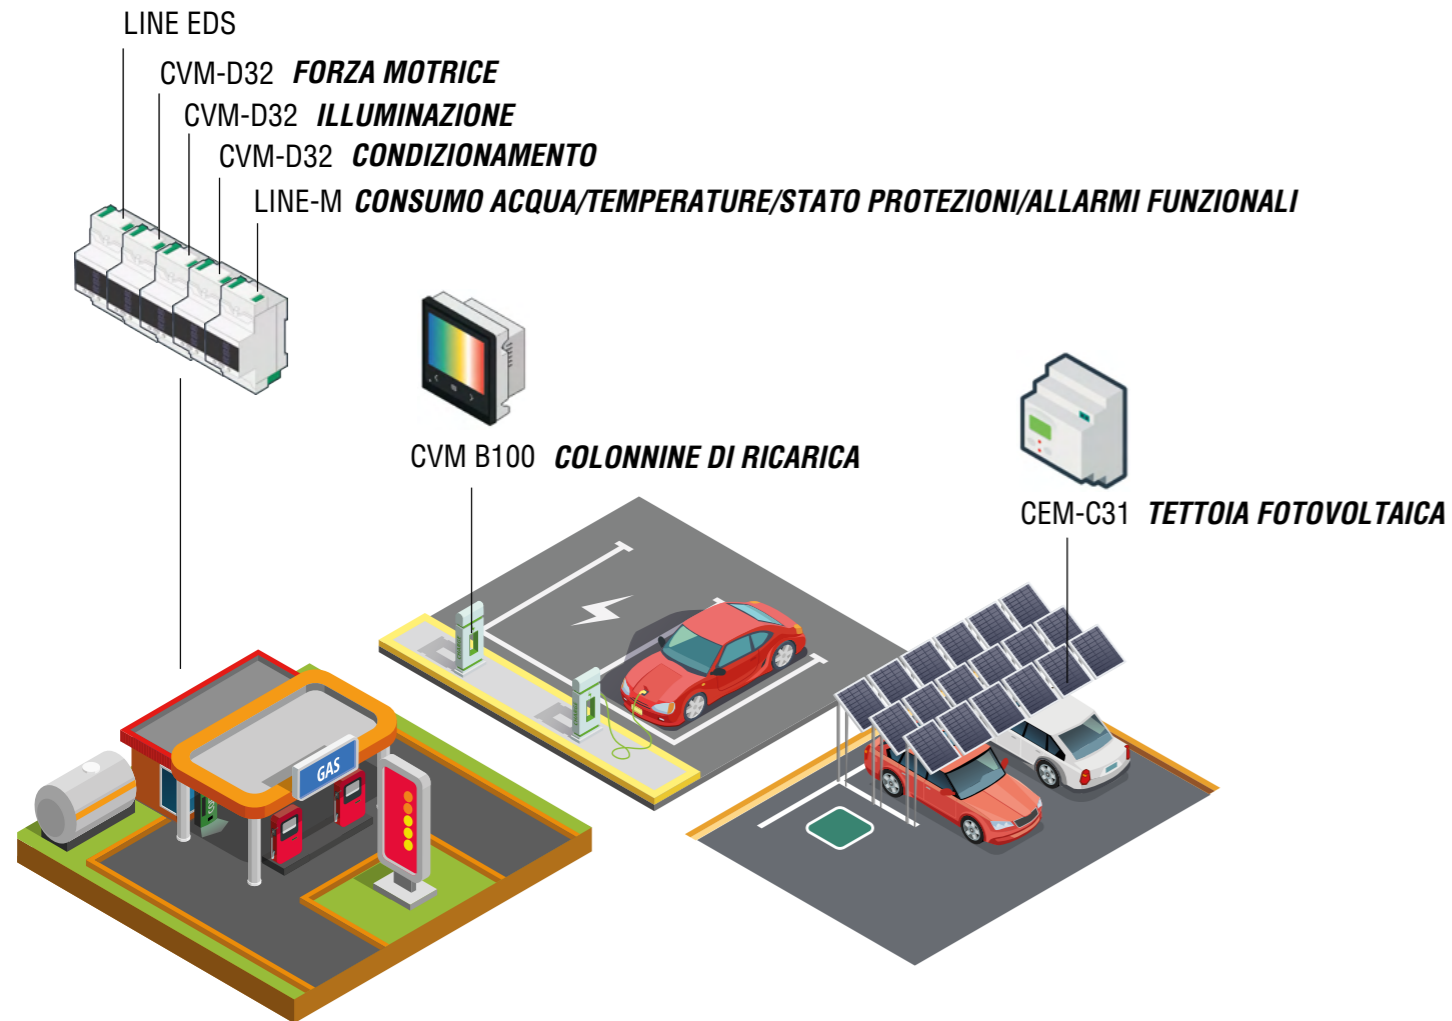 LINE EDS
CVM-D32 FORZA MOTRICE
CVM-D32 ILLUMINAZIONE
CVM-D32 CONDIZIONAMENTO
LINE-M CONSUMO ACQUA/TEMPERATURE/STATO PROTEZIONI/ALLARMI FUNZIONALI
CVM B100 COLONNINE DI RICARICA
CEM-C31 TETTOIA FOTOVOLTAICA
GAS